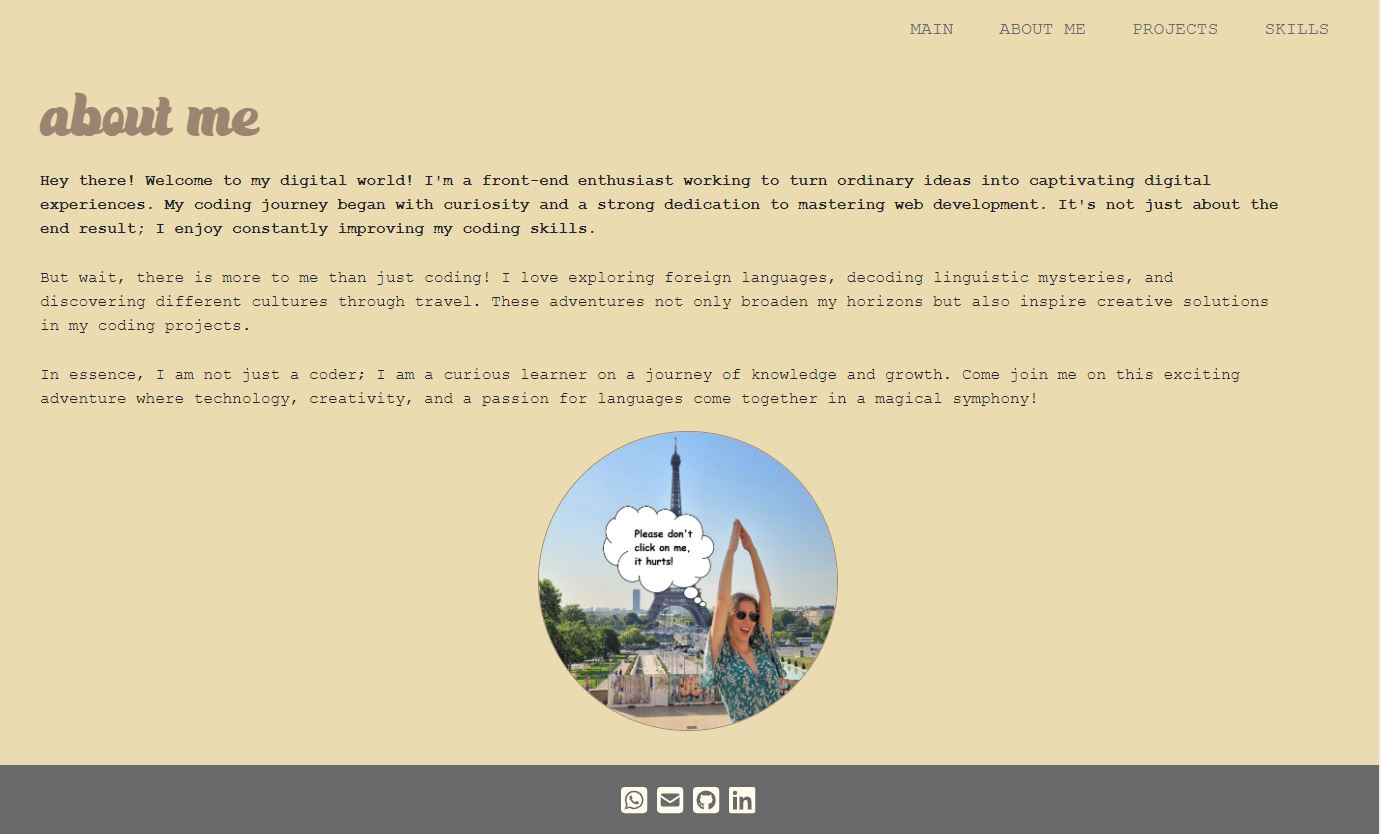 MAIN ABOUT ME PROJECTS SKILLS
about me
Hey there! Welcome to my digital world! I'm a front-end enthusiast working to turn ordinary ideas into captivating digital
experiences. My coding journey began with curiosity and a strong dedication to mastering web development. It's not just about the
end result; I enjoy constantly improving my coding skills.
But wait, there is more to me than just coding! I love exploring foreign languages, decoding linguistic mysteries, and
discovering different cultures through travel. These adventures not only broaden my horizons but also inspire creative solutions
in my coding projects.
In essence, I am not just a coder; I am a curious learner on a journey of knowledge and growth. Come join me on this exciting
adventure where technology, creativity, and a passion for languages come together in a magical symphony!
Please don't
click on me,
it hurts!
in